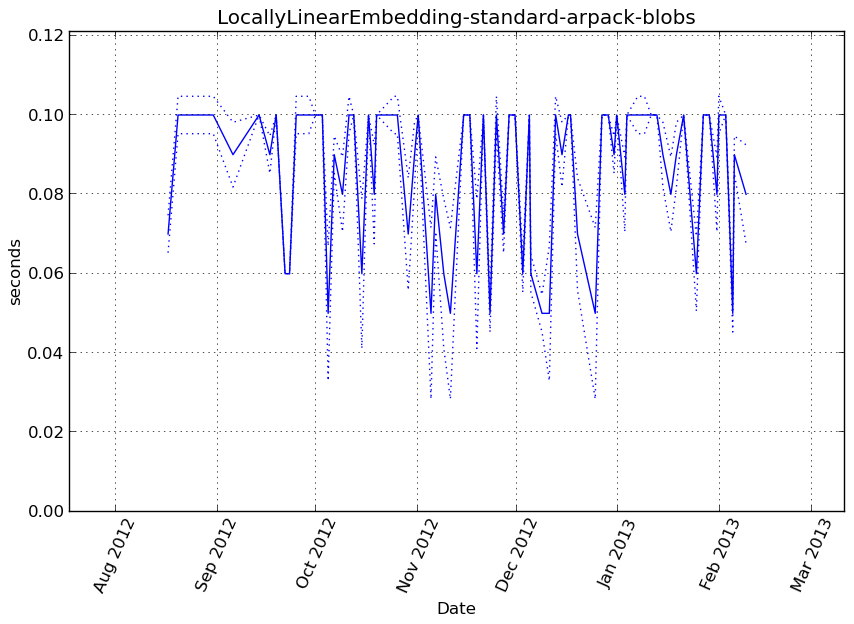 LocallyLinearEmbedding-standard-arpack-blobs
0.12
0.10
0.08
0.06
0.04
0.02
0.00
seconds
Aug 2012
Sep 2012
Oct 2012
Nov 2012
Dec 2012
Jan 2013
Feb 2013
Mar 2013
Date